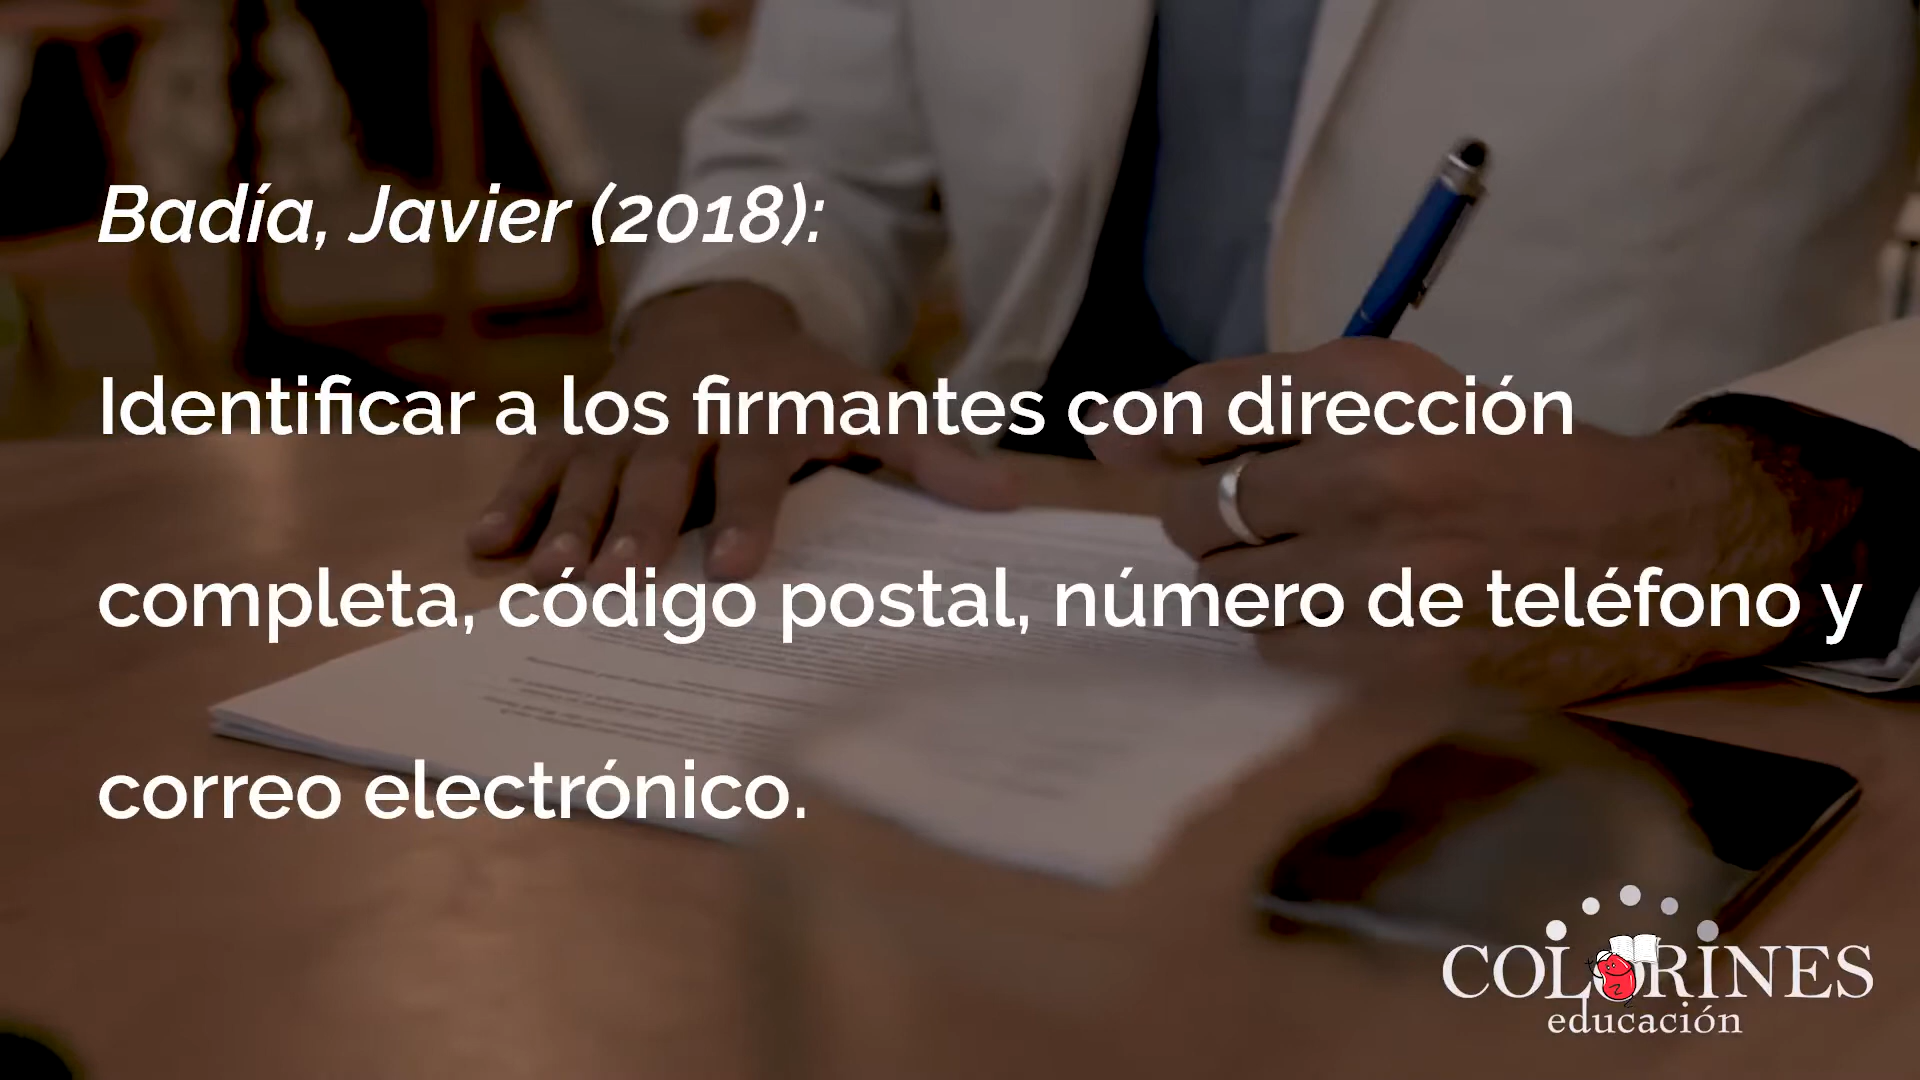 Badía, Javier (2018):
Identificar a los firmantes con dirección
completa, código postal, número de teléfono y
correo electrónico.
COLORINES
educación